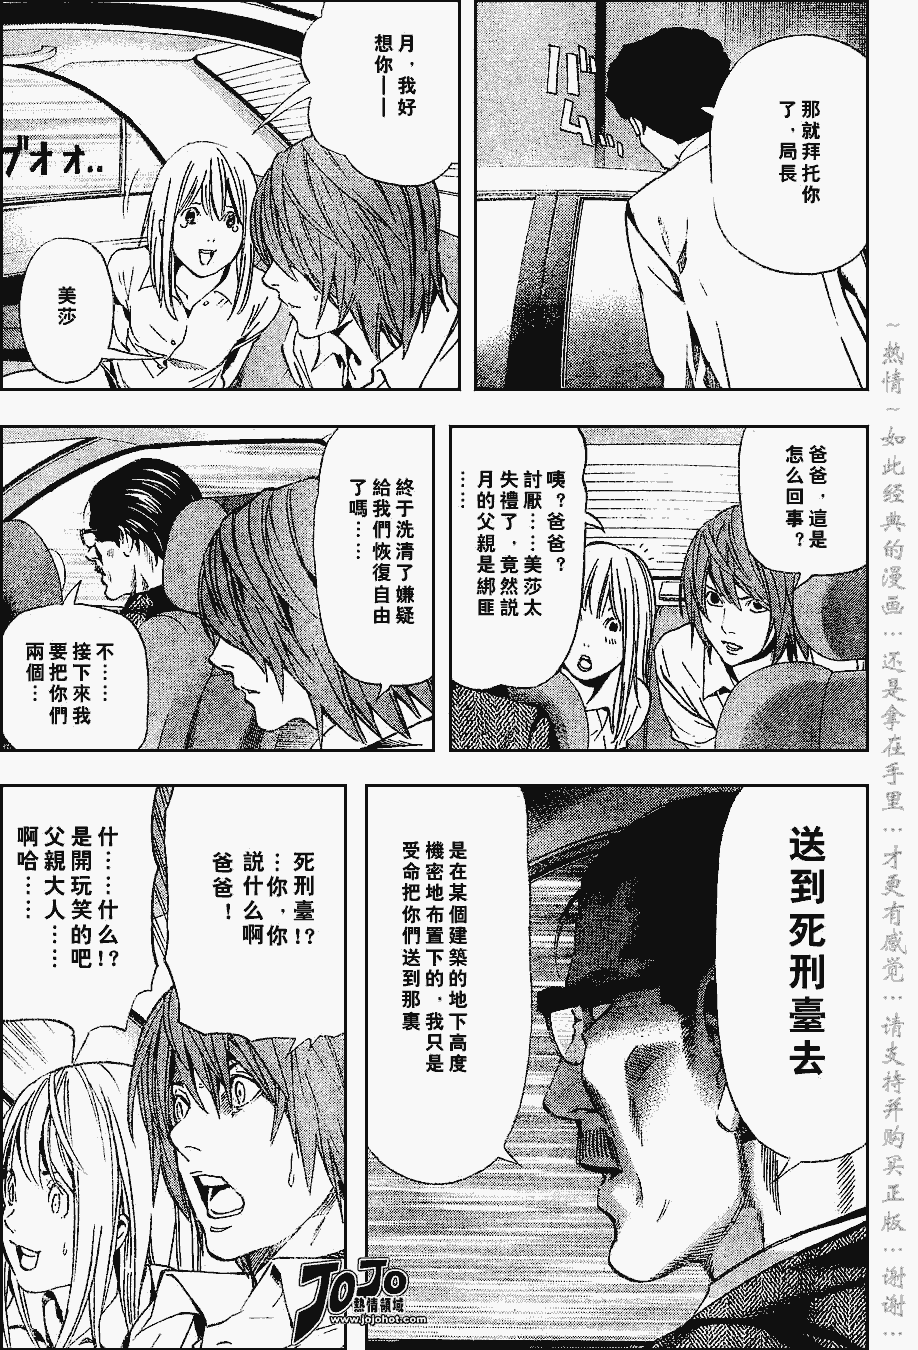 那就拜托你
了，局長
バ
ム
月，我好
想你——
ブオオ..
美莎
爸爸，這是
怎么回事？
咦？爸爸？
討厭……美莎太
失禮了，竟然説
月的父親是綁匪
……
終于洗清了嫌疑
給我們恢復自由
了嗎……
不……
接下來我
要把你們
兩個…
送到死刑臺去
是在某個建築的地下高度
機密地布置下的，我只是
受命把你們送到那裏
死刑臺!?
…你，你
説什么啊
爸爸！
什……什么!?
是開玩笑的吧
父親大人……
啊哈……
JOJO
熱情領域
www.jojohot.com
~熱情~如此经典的漫画…还是拿在手里…才更有感觉…请支持并购买正版…谢谢…